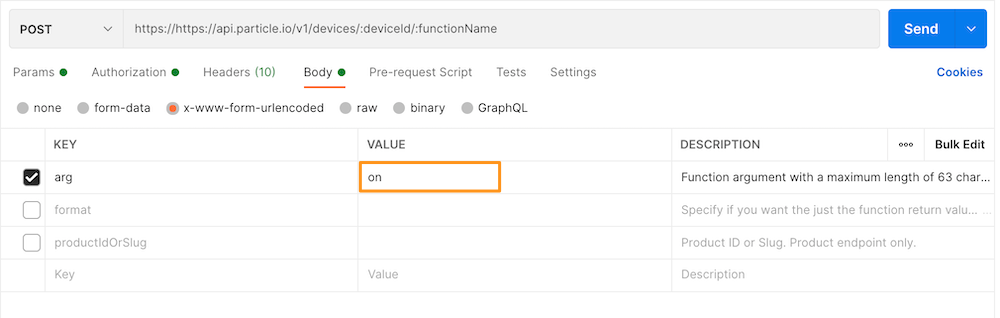 POST https://https://api.particle.io/v1/devices/:deviceId/:functionName Send
Params Authorization Headers (10) Body Pre-request Script Tests Settings Cookies
none form-data x-www-form-urlencoded raw binary GraphQL
KEY VALUE DESCRIPTION Bulk Edit
arg on Function argument with a maximum length of 63 char...
format Specify if you want the just the function return valu...
productIdOrSlug Product ID or Slug. Product endpoint only.
Key Value Description